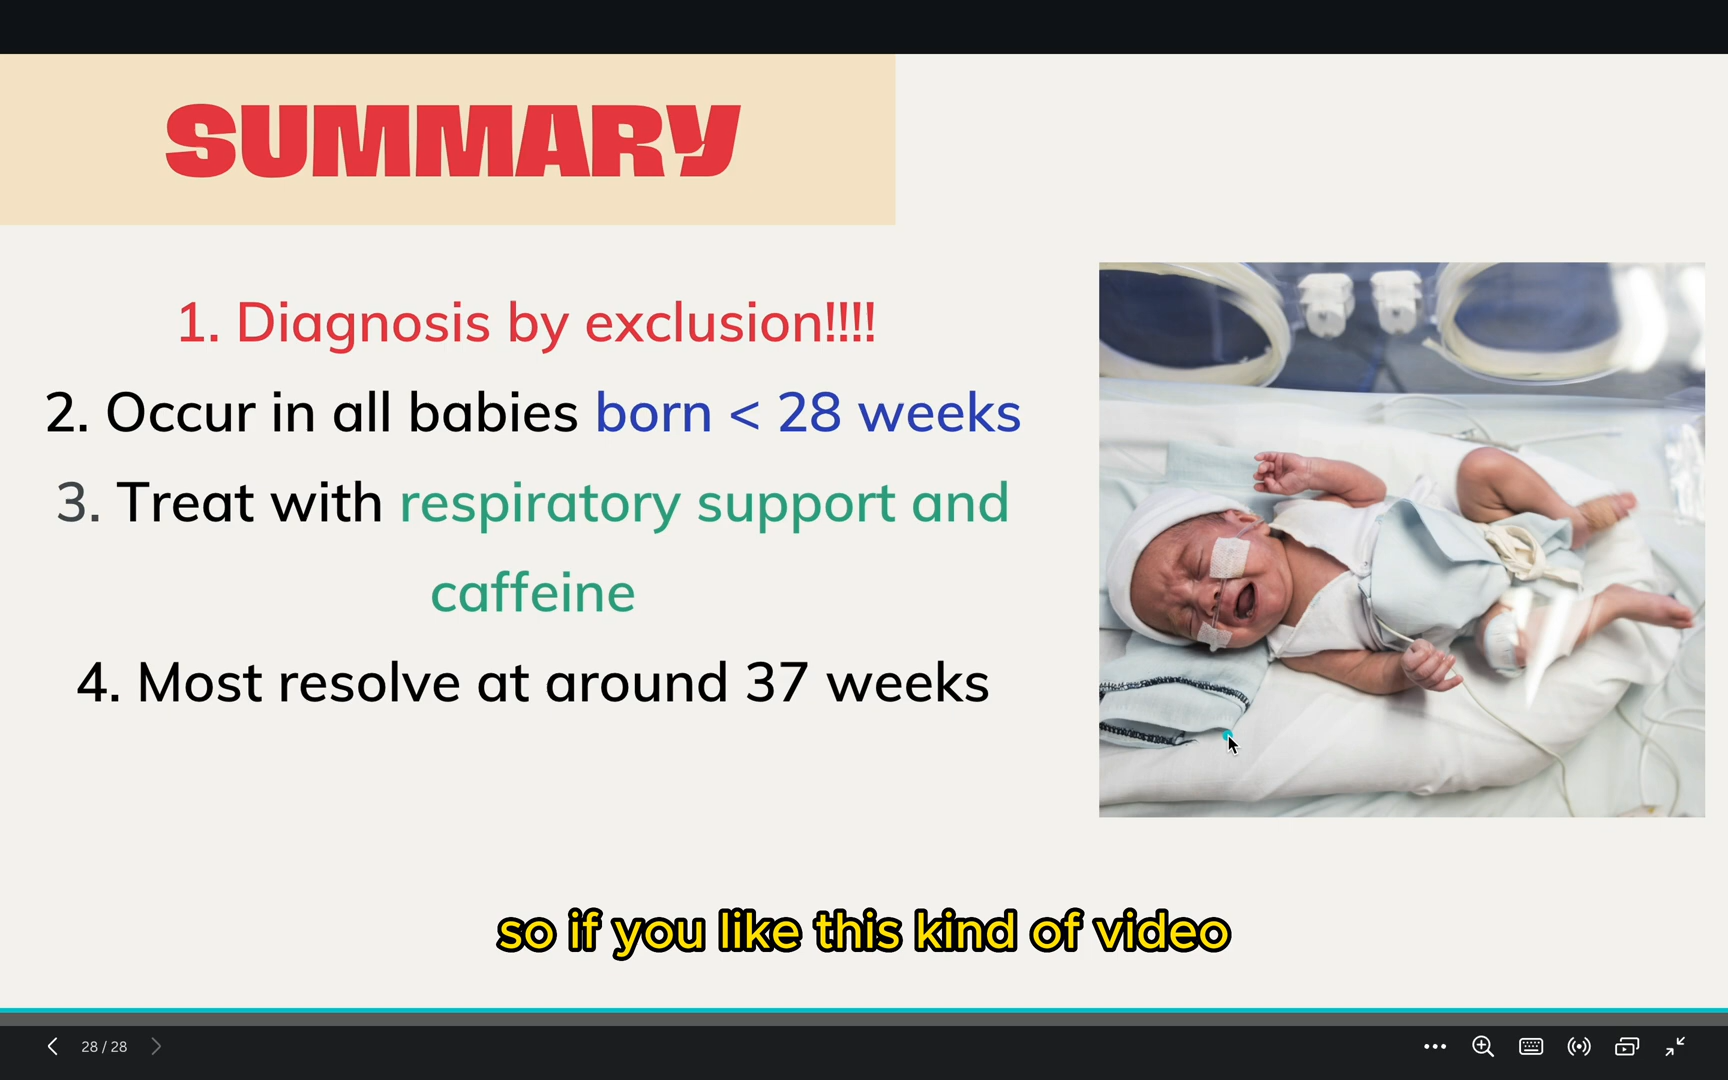 SUMMARY
1. Diagnosis by exclusion!!!!
2. Occur in all babies born < 28 weeks
3. Treat with respiratory support and
caffeine
4. Most resolve at around 37 weeks
so if you like this kind of video
28 / 28